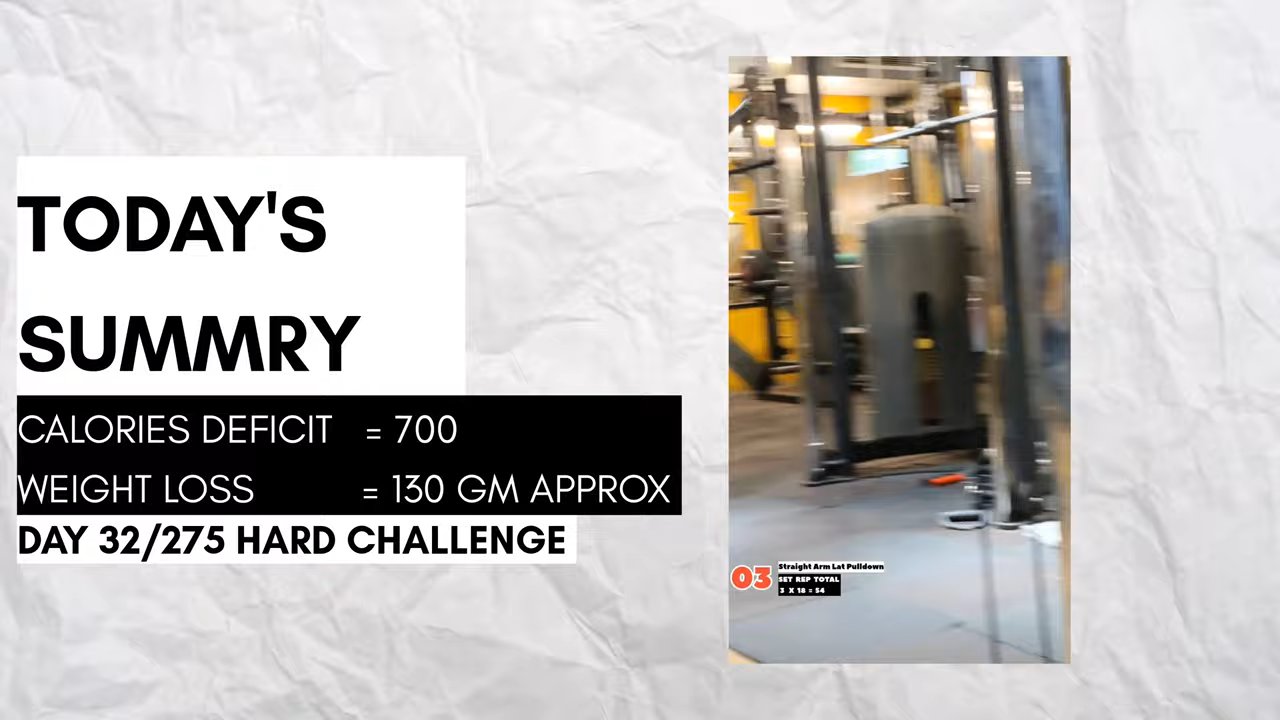 TODAY'S
SUMMRY
CALORIES DEFICIT = 700
WEIGHT LOSS = 130 GM APPROX
DAY 32/275 HARD CHALLENGE
03
Straight Arm Lat Pulldown
SET REP TOTAL
3 X 18 = 54